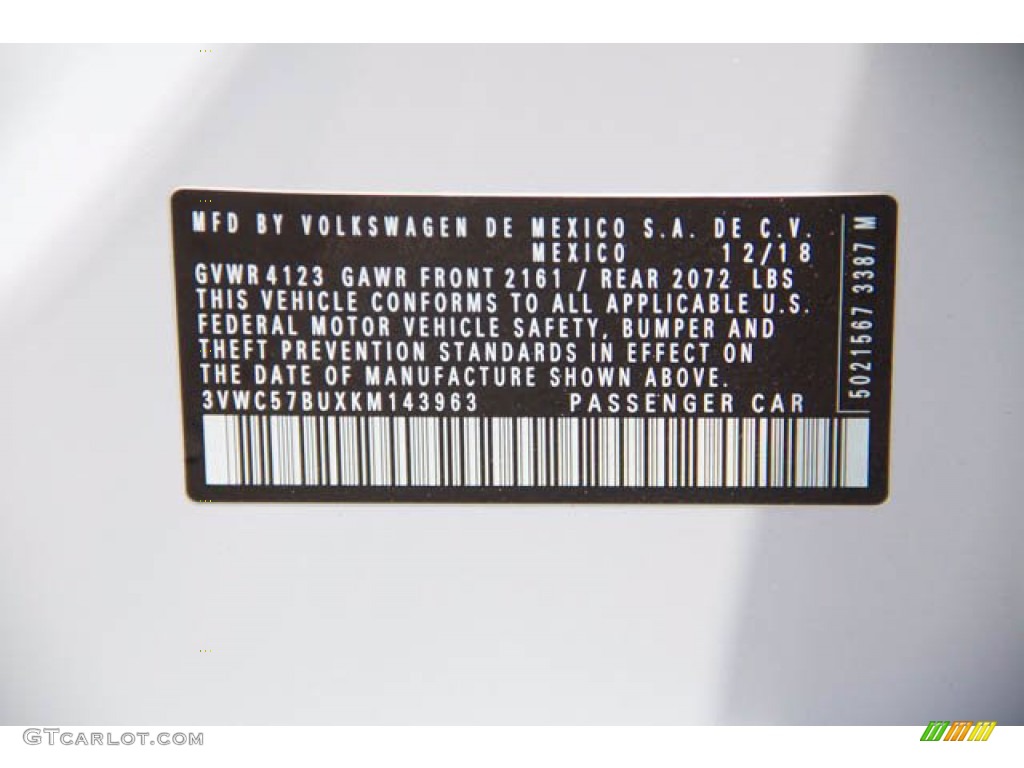 MFD BY VOLKSWAGEN DE MEXICO S.A. DE C.V.
MEXICO 12/18
GVWR 4123 GAWR FRONT 2161 / REAR 2072 LBS
THIS VEHICLE CONFORMS TO ALL APPLICABLE U.S.
FEDERAL MOTOR VEHICLE SAFETY, BUMPER AND
THEFT PREVENTION STANDARDS IN EFFECT ON
THE DATE OF MANUFACTURE SHOWN ABOVE.
3VWC57BUXKM143963 PASSENGER CAR
5021567 3387 M
GTCARLOT.COM